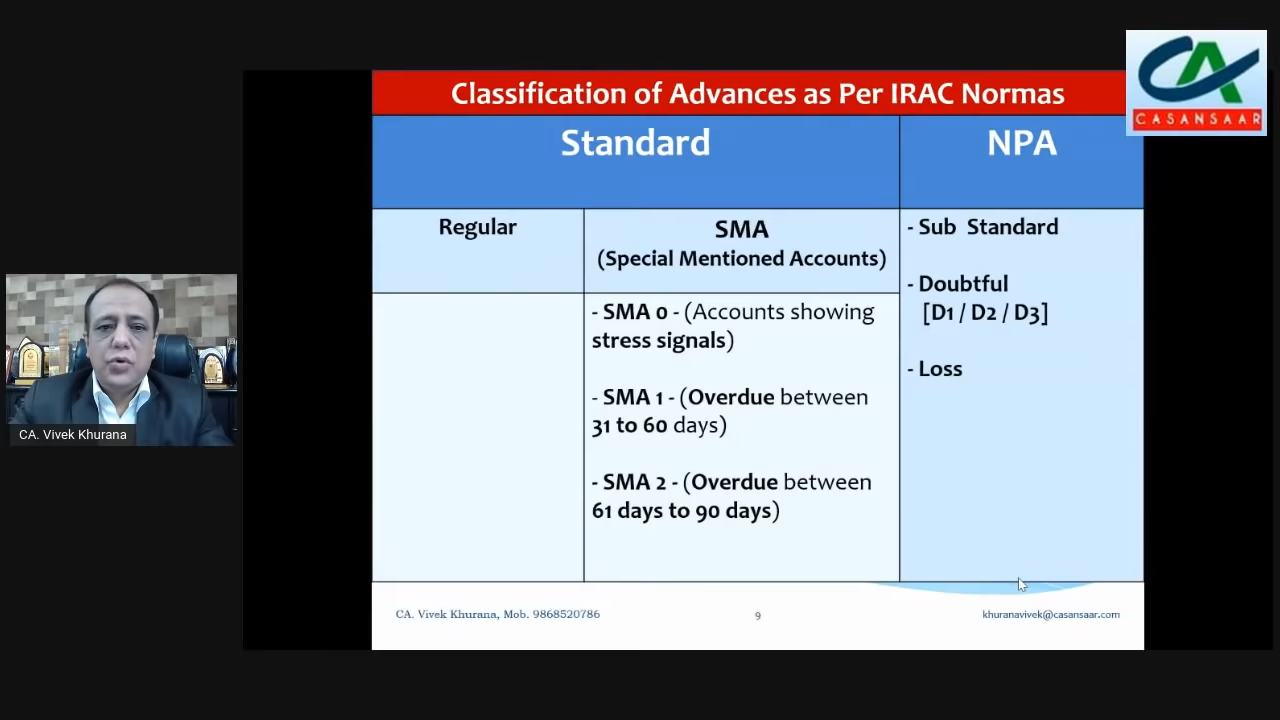 Classification of Advances as Per IRAC Normas
CASANSAAR
Standard
NPA
Regular
SMA
(Special Mentioned Accounts)
- SMA 0 - (Accounts showing
stress signals)
- SMA 1 - (Overdue between
31 to 60 days)
- SMA 2 - (Overdue between
61 days to 90 days)
- Sub Standard
- Doubtful
[D1 / D2 / D3]
- Loss
CA. Vivek Khurana
CA. Vivek Khurana, Mob. 9868520786
9
khuranavivek@casansaar.com